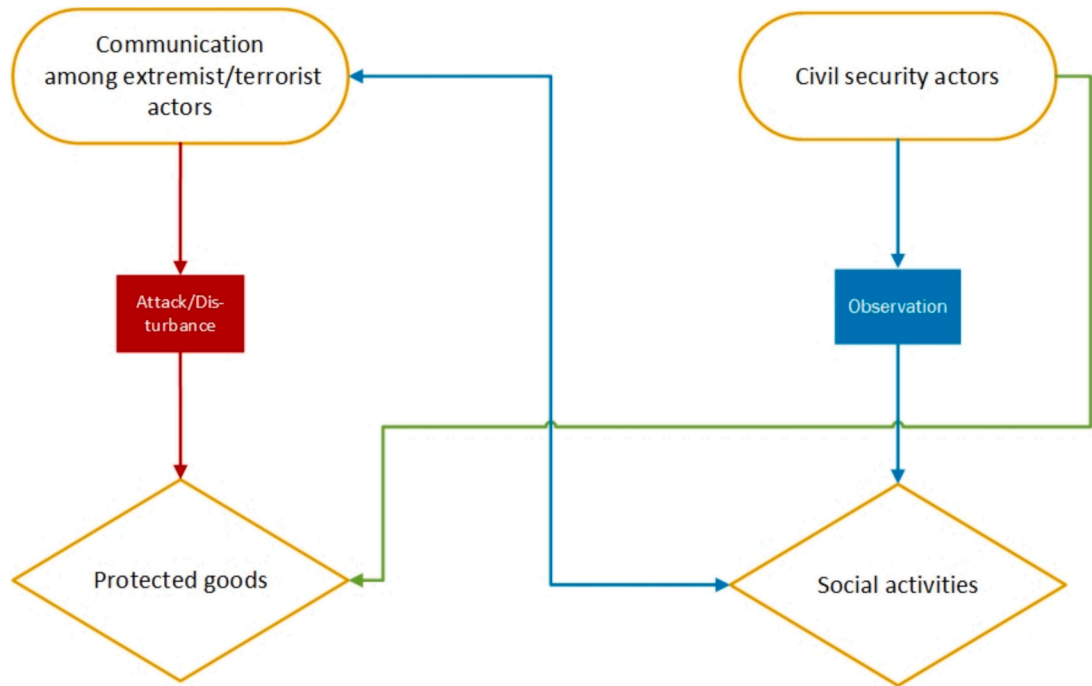 Communication
among extremist/terrorist
actors
Civil security actors
Attack/Dis-
turbance
Observation
Protected goods
Social activities